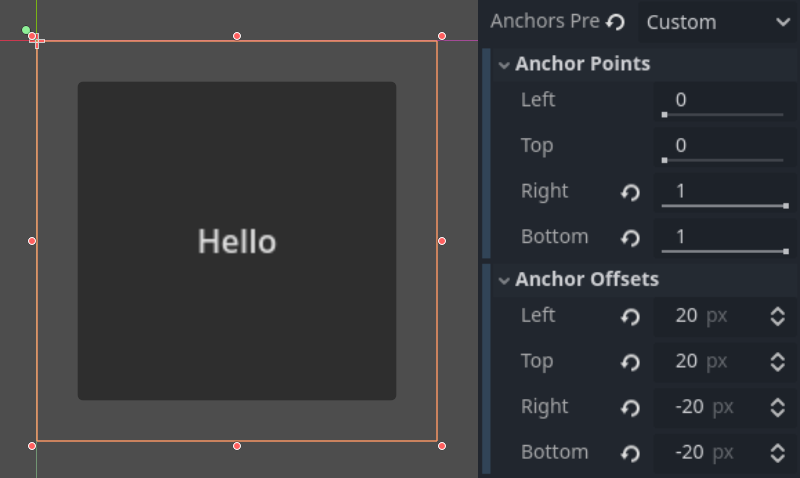 Hello
Anchors Pre Custom
Anchor Points
Left 0
Top 0
Right 1
Bottom 1
Anchor Offsets
Left 20 px
Top 20 px
Right -20 px
Bottom -20 px